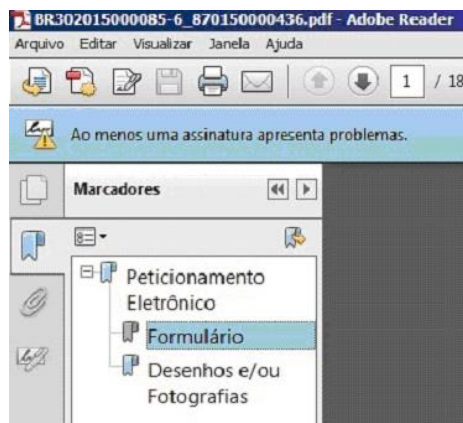 BR302015000085-6_870150000436.pdf - Adobe Reader
Arquivo Editar Visualizar Janela Ajuda
1 / 18
Ao menos uma assinatura apresenta problemas.
Marcadores
Peticionamento
Eletrônico
Formulário
Desenhos e/ou
Fotografias